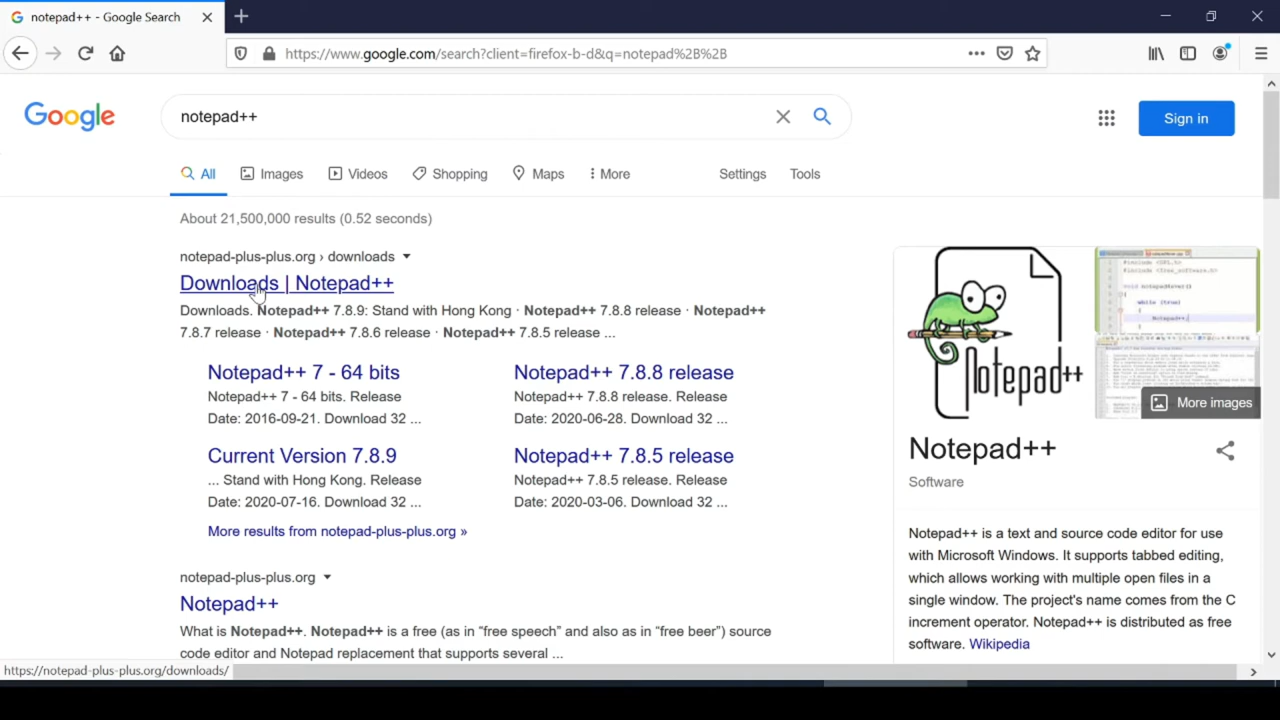 notepad++ - Google Search
https://www.google.com/search?client=firefox-b-d&q=notepad%2B%2B
Google
notepad++
Sign in
All
Images
Videos
Shopping
Maps
More
Settings
Tools
About 21,500,000 results (0.52 seconds)
notepad-plus-plus.org › downloads
Downloads | Notepad++
Downloads. Notepad++ 7.8.9: Stand with Hong Kong · Notepad++ 7.8.8 release · Notepad++
7.8.7 release · Notepad++ 7.8.6 release · Notepad++ 7.8.5 release ...
Notepad++ 7 - 64 bits
Notepad++ 7 - 64 bits. Release
Date: 2016-09-21. Download 32 ...
Notepad++ 7.8.8 release
Notepad++ 7.8.8 release. Release
Date: 2020-06-28. Download 32 ...
Current Version 7.8.9
... Stand with Hong Kong. Release
Date: 2020-07-16. Download 32 ...
Notepad++ 7.8.5 release
Notepad++ 7.8.5 release. Release
Date: 2020-03-06. Download 32 ...
More results from notepad-plus-plus.org »
notepad-plus-plus.org
Notepad++
What is Notepad++. Notepad++ is a free (as in “free speech” and also as in “free beer”) source
code editor and Notepad replacement that supports several ...
Notepad++
More images
Notepad++
Software
Notepad++ is a text and source code editor for use
with Microsoft Windows. It supports tabbed editing,
which allows working with multiple open files in a
single window. The project's name comes from the C
increment operator. Notepad++ is distributed as free
software. Wikipedia
https://notepad-plus-plus.org/downloads/